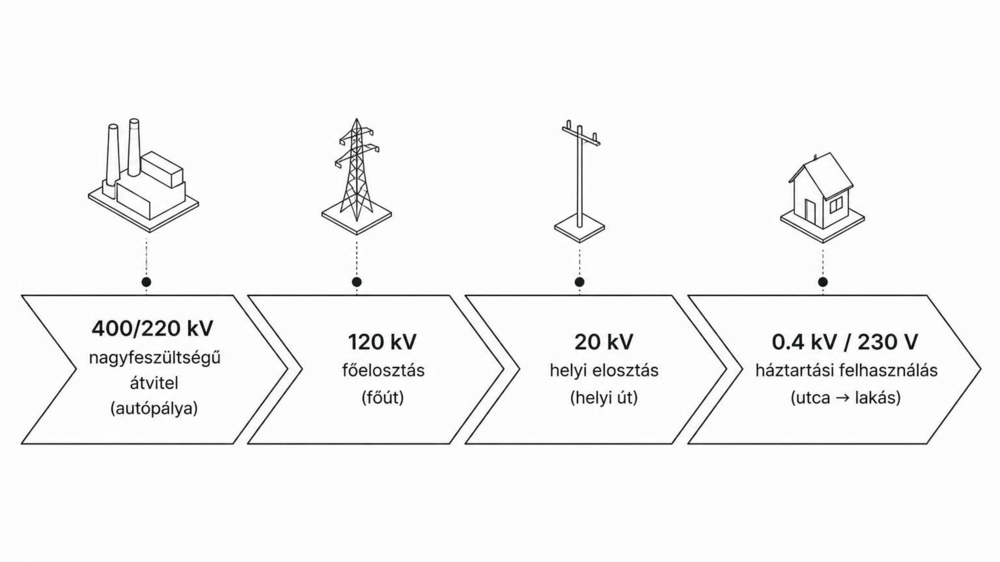 400/220 kV
nagyfeszültségű
átvitel
(autópálya)
120 kV
főelosztás
(főút)
20 kV
helyi elosztás
(helyi út)
0.4 kV / 230 V
háztartási felhasználás
(utca → lakás)